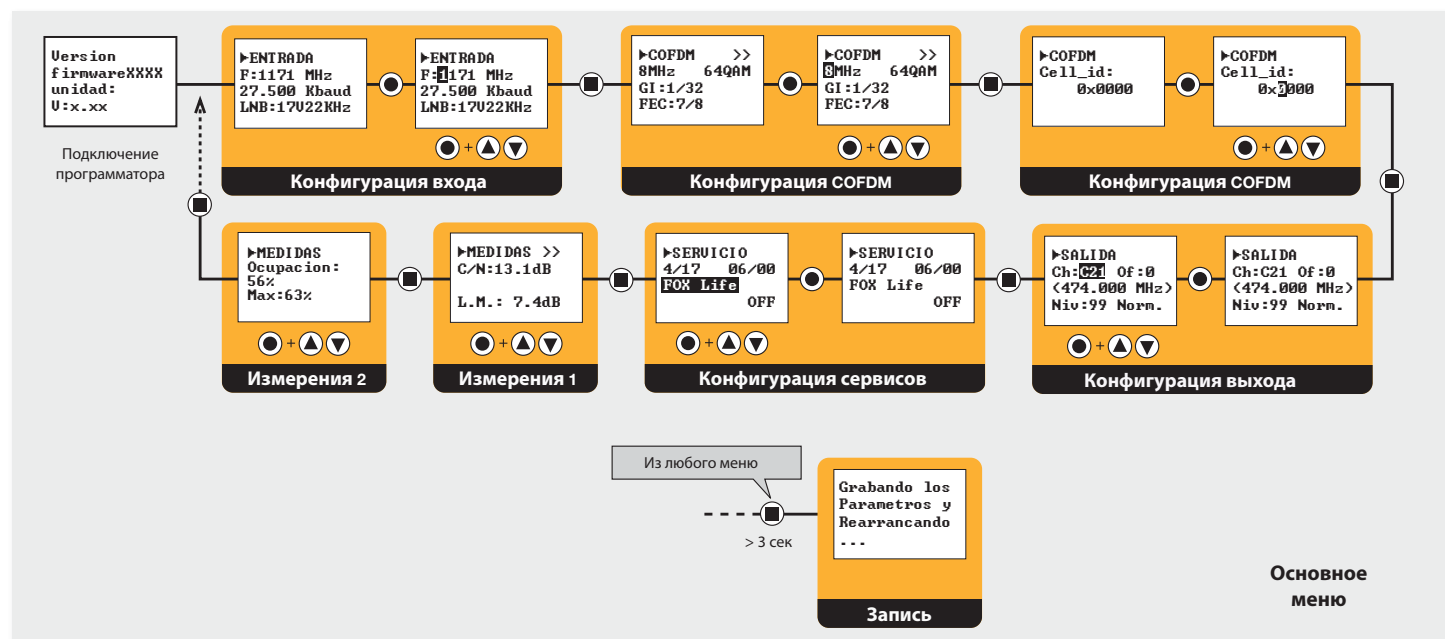 Version
firmwareXXXX
unidad:
V:x.xx
Подключение
программатора
▶ENTRADA
F:1171 MHz
27.500 Kbaud
LNB:17V22KHz
▶ENTRADA
F:1171 MHz
27.500 Kbaud
LNB:17V22KHz
+
Конфигурация входа
▶COFDM >>
8MHz 64QAM
GI:1/32
FEC:7/8
▶COFDM >>
8MHz 64QAM
GI:1/32
FEC:7/8
+
Конфигурация COFDM
▶COFDM
Cell_id:
0x0000
▶COFDM
Cell_id:
0x0000
+
Конфигурация COFDM
▶MEDIDAS
Ocupacion:
56%
Max:63%
+
Измерения 2
▶MEDIDAS >>
C/N:13.1dB
L.M.: 7.4dB
+
Измерения 1
▶SERVICIO
4/17 06/00
FOX Life
OFF
▶SERVICIO
4/17 06/00
FOX Life
OFF
+
Конфигурация сервисов
▶SALIDA
Ch:C21 Of:0
(474.000 MHz)
Niv:99 Norm.
▶SALIDA
Ch:C21 Of:0
(474.000 MHz)
Niv:99 Norm.
+
Конфигурация выхода
Из любого меню
> 3 сек
Grabando los
Parametros y
Rearrancando
...
Запись
Основное
меню